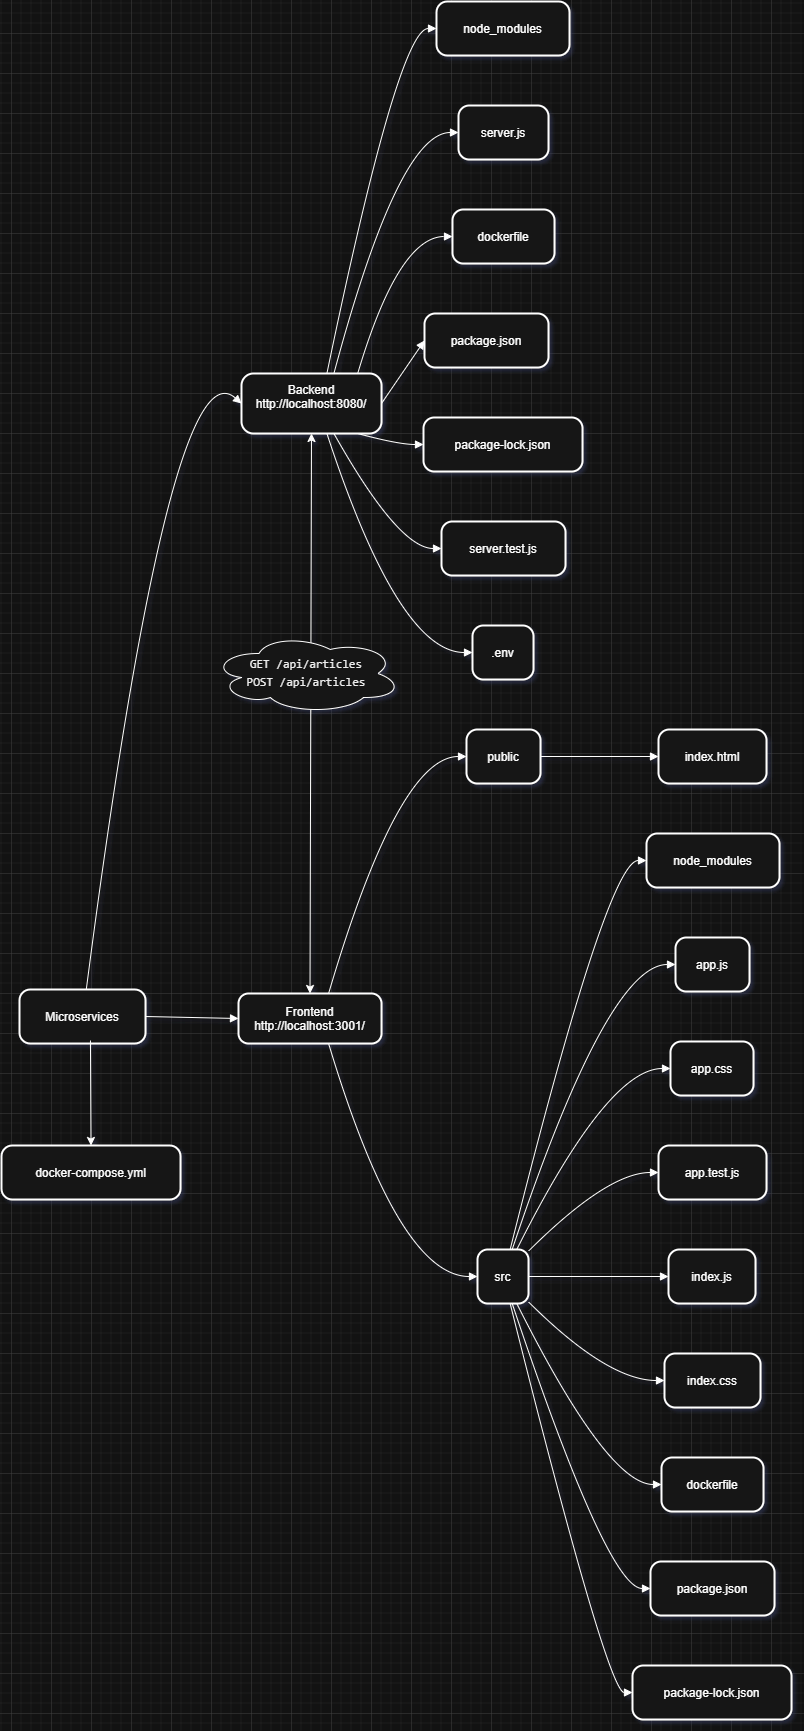 node_modules
server.js
dockerfile
package.json
Backend
http://localhost:8080/
package-lock.json
server.test.js
.env
GET /api/articles
POST /api/articles
public
index.html
node_modules
app.js
Microservices
Frontend
http://localhost:3001/
app.css
docker-compose.yml
app.test.js
src
index.js
index.css
dockerfile
package.json
package-lock.json